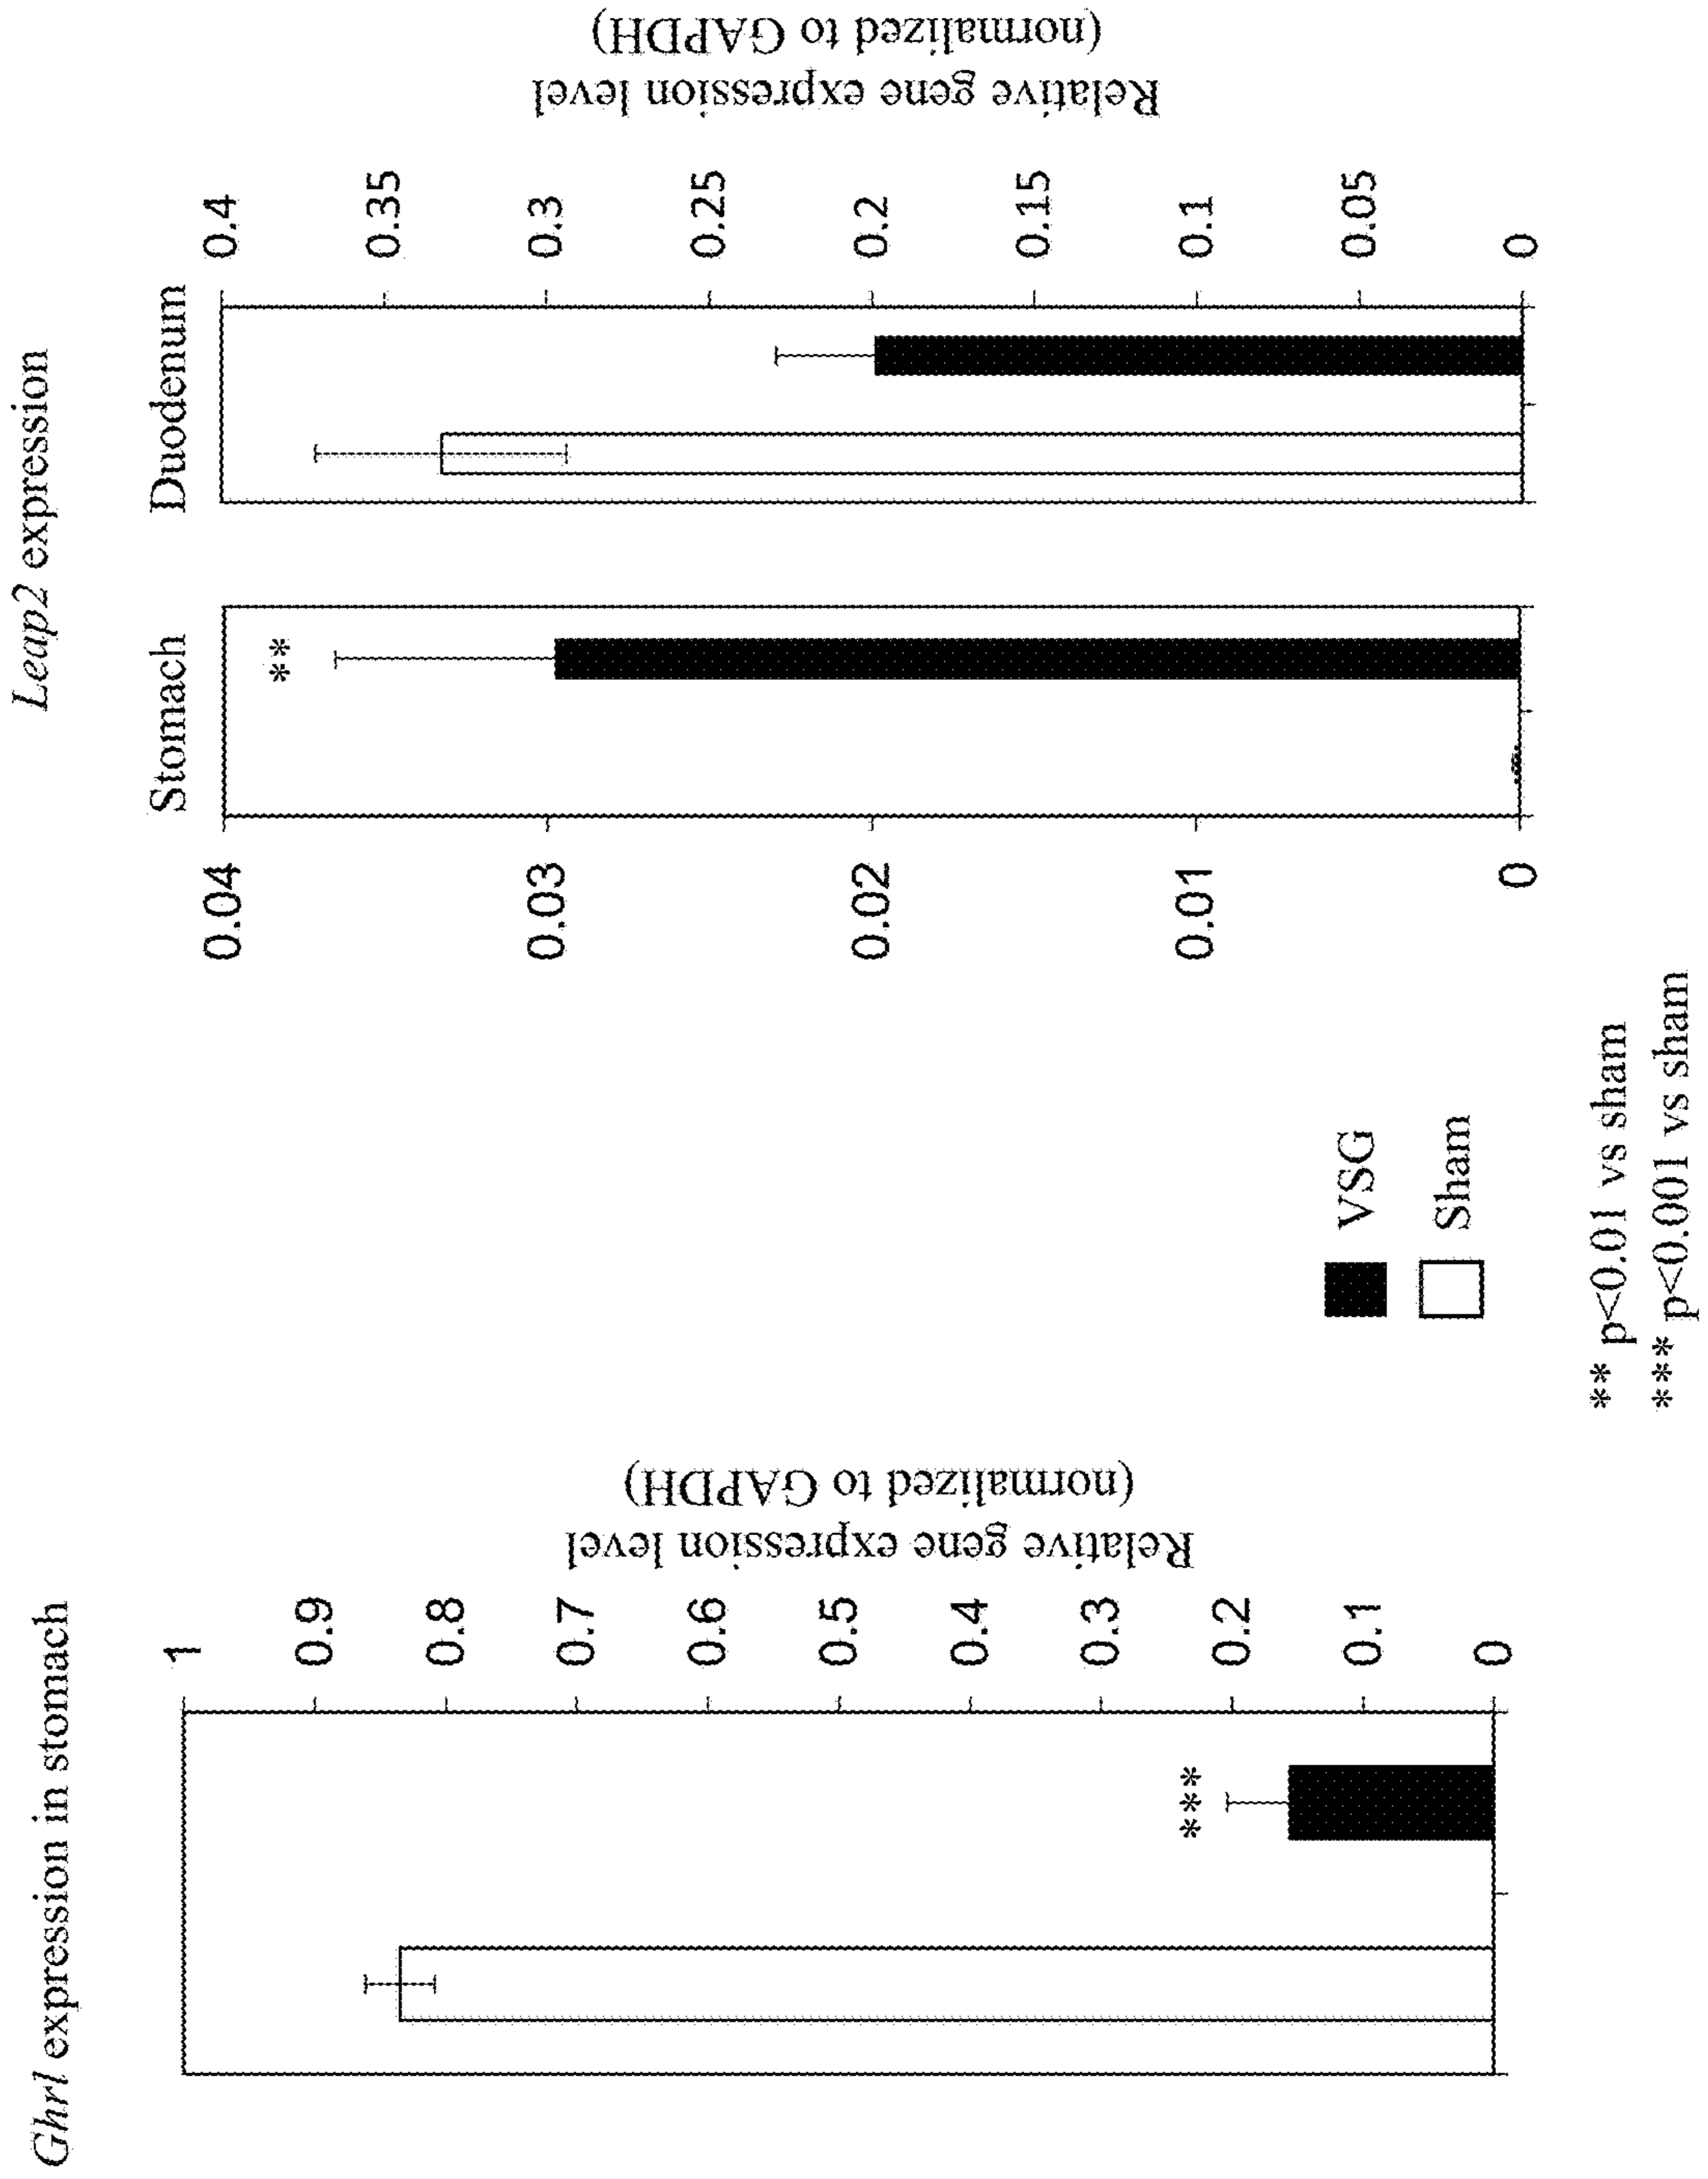 Ghrl expression in stomach
1
0.9
0.8
0.7
0.6
0.5
0.4
0.3
0.2
0.1
0
***
Relative gene expression level
(normalized to GAPDH)
VSG
Sham
** p<0.01 vs sham
*** p<0.001 vs sham
Leap2 expression
Stomach
0.04
0.03
0.02
0.01
0
**
Duodenum
0.4
0.35
0.3
0.25
0.2
0.15
0.1
0.05
0
Relative gene expression level
(normalized to GAPDH)